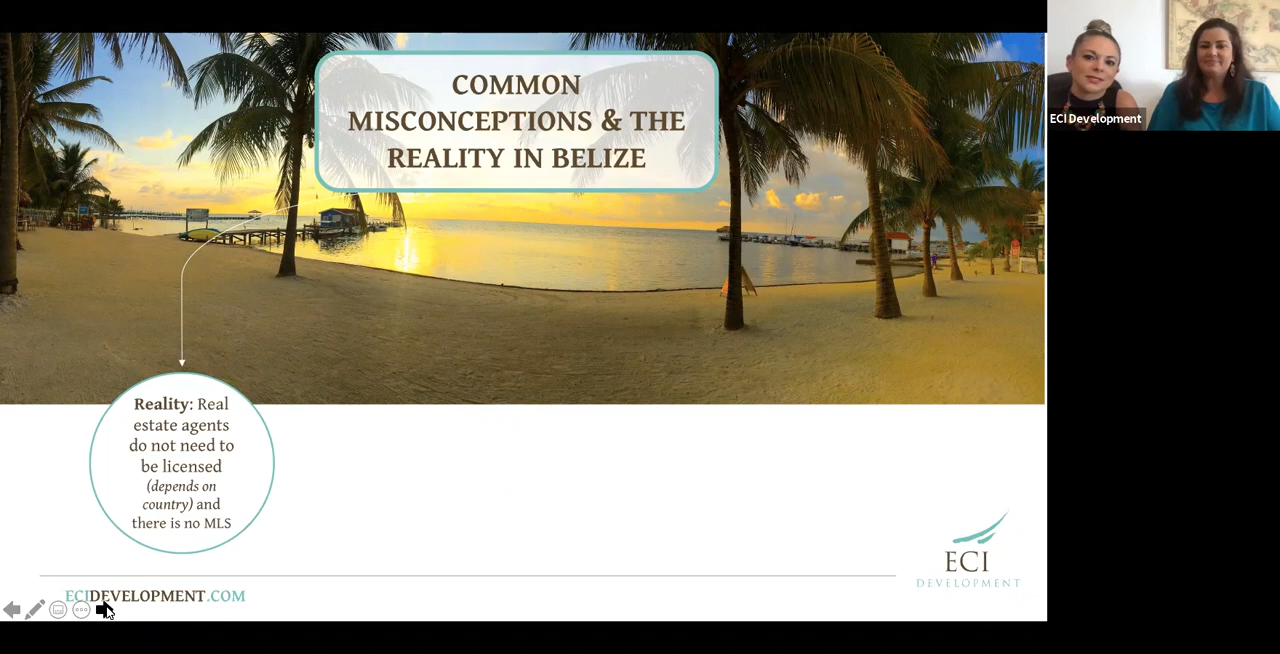 COMMON
MISCONCEPTIONS & THE
REALITY IN BELIZE
ECI Development
Reality: Real
estate agents
do not need to
be licensed
(depends on
country) and
there is no MLS
ECI
DEVELOPMENT
ECIDEVELOPMENT.COM